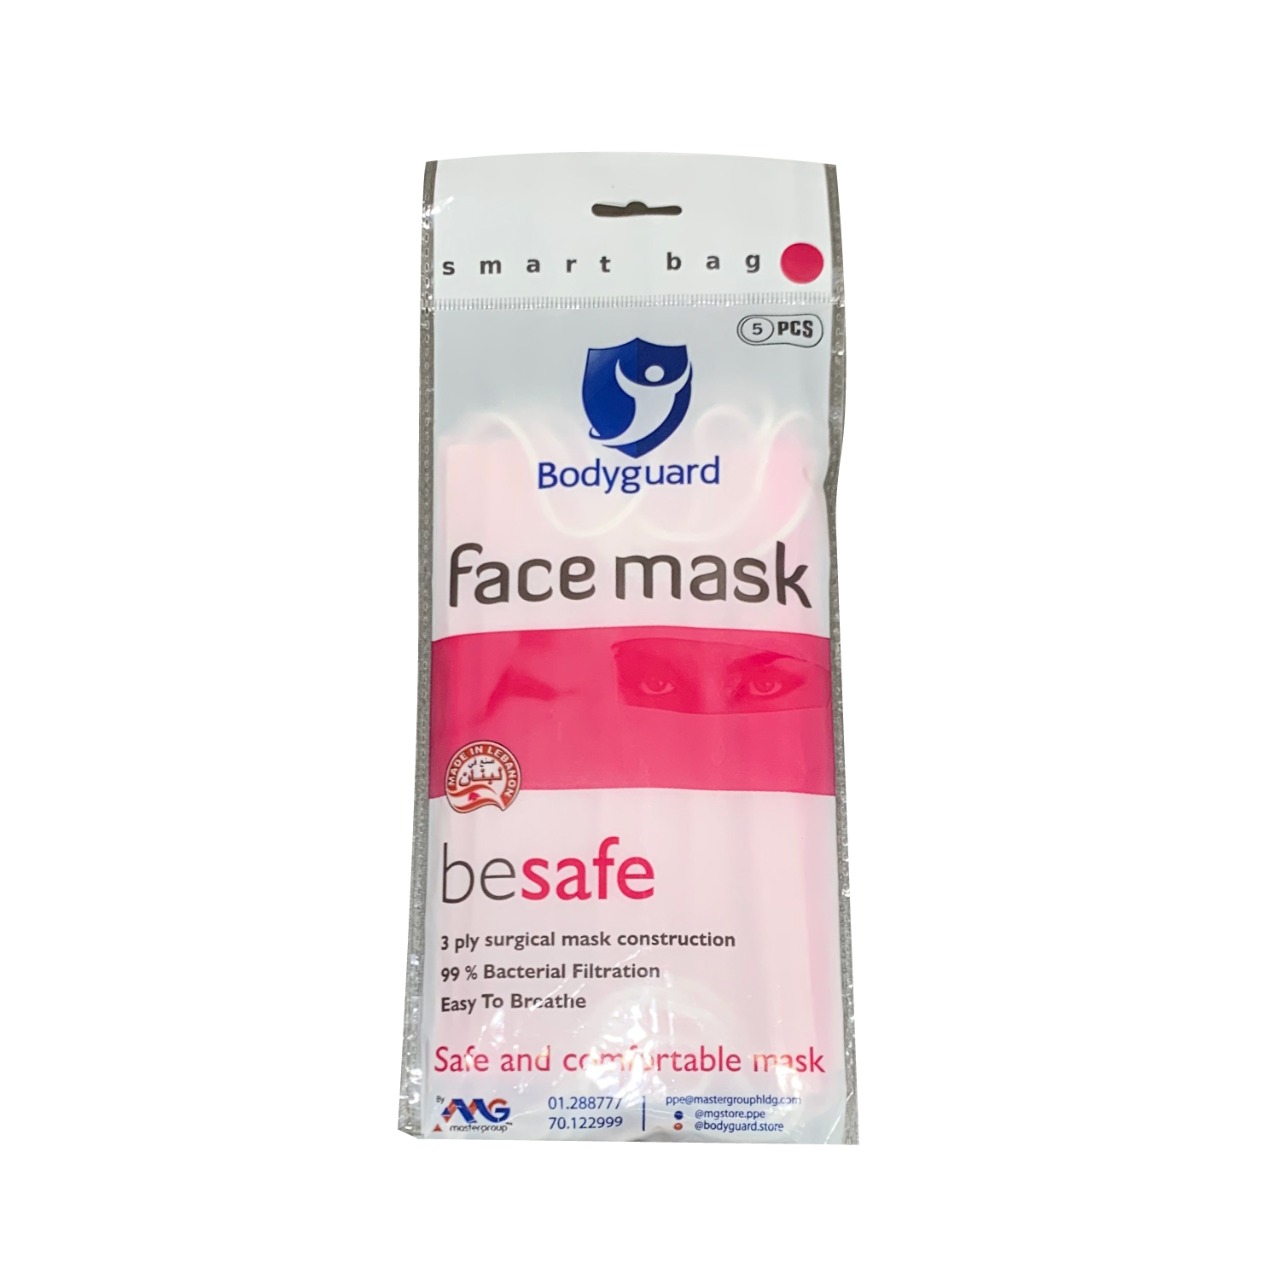 smart bag
5 PCS
Bodyguard
face mask
MADE IN LEBANON
صنع في
لبنان
besafe
3 ply surgical mask construction
99 % Bacterial Filtration
Easy To Breathe
Safe and comfortable mask
By
MG
mastergroup
01.288777
70.122999
ppe@mastergrouphldg.com
@mgstore.ppe
@bodyguard.store